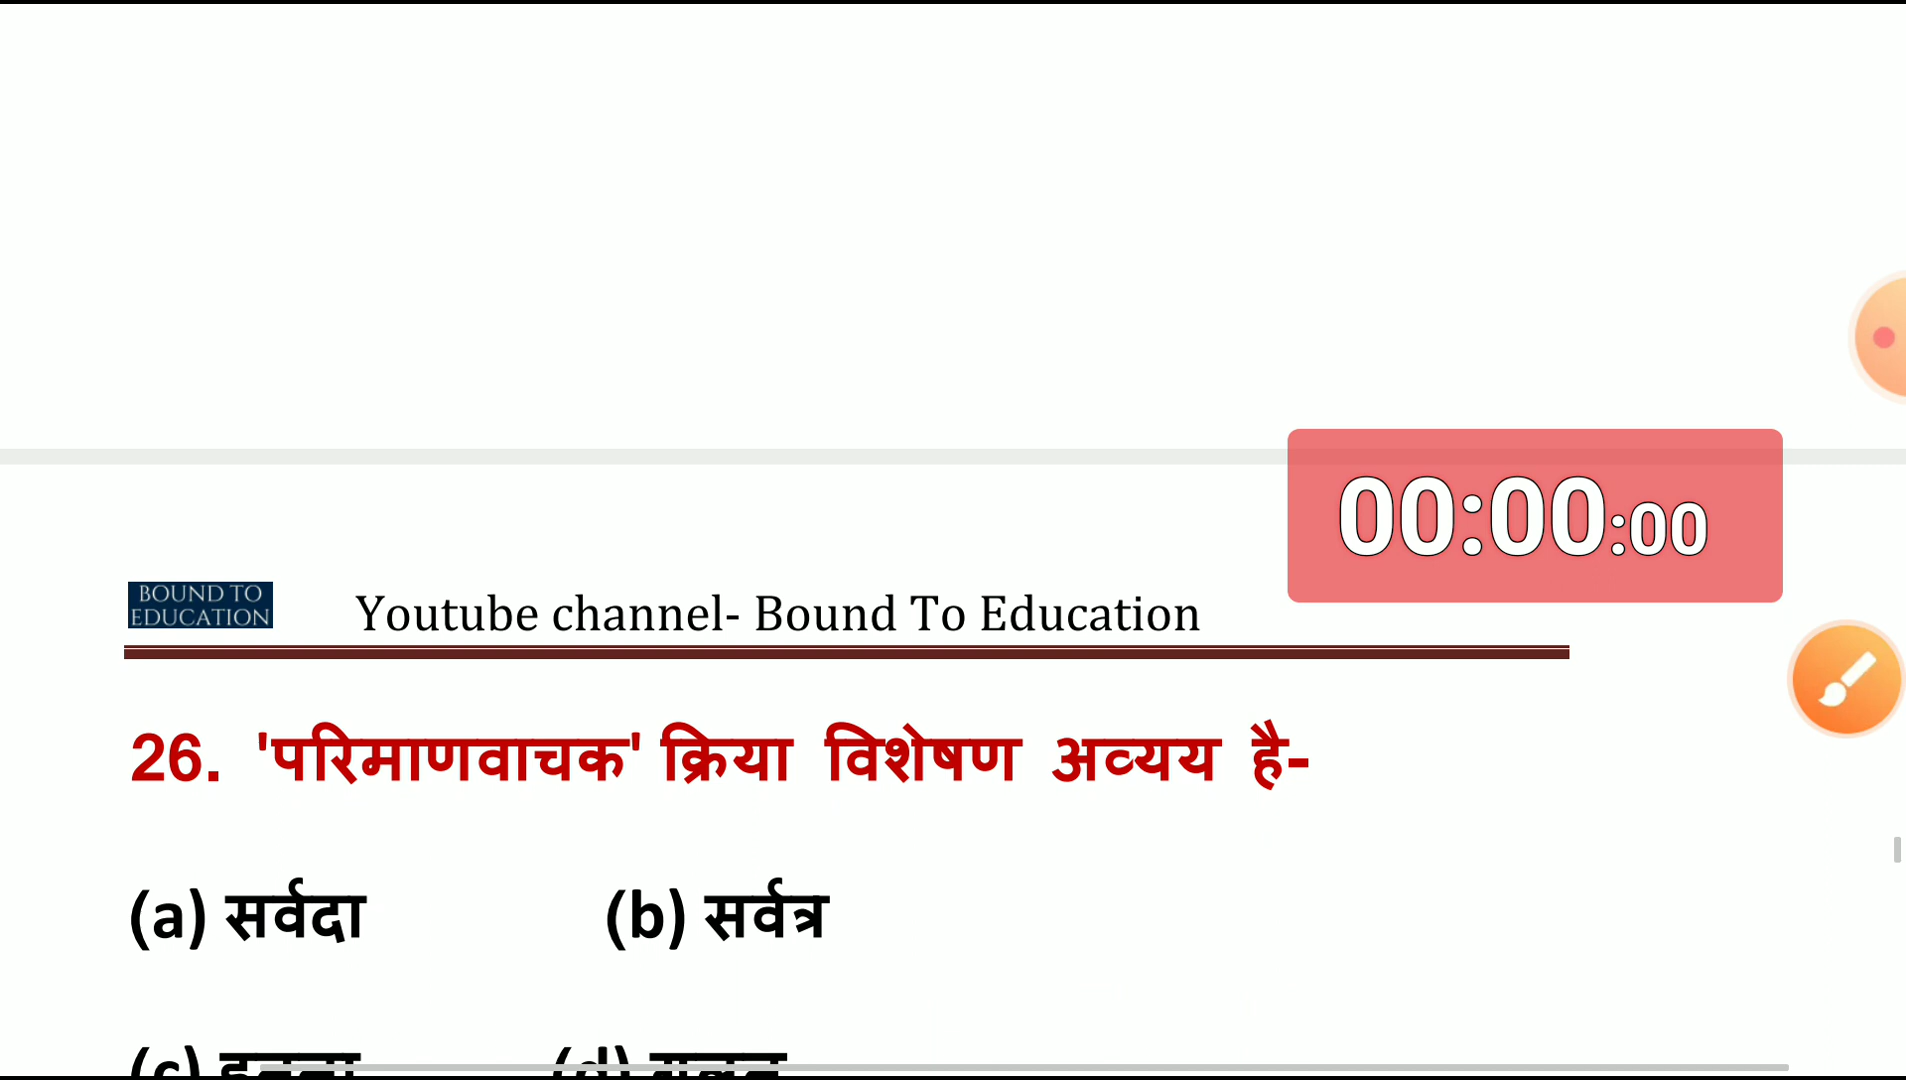 00:00:00
BOUND TO
EDUCATION
Youtube channel- Bound To Education
26. 'परिमाणवाचक' क्रिया विशेषण अव्यय है-
(a) सर्वदा (b) सर्वत्र
(c) (d)